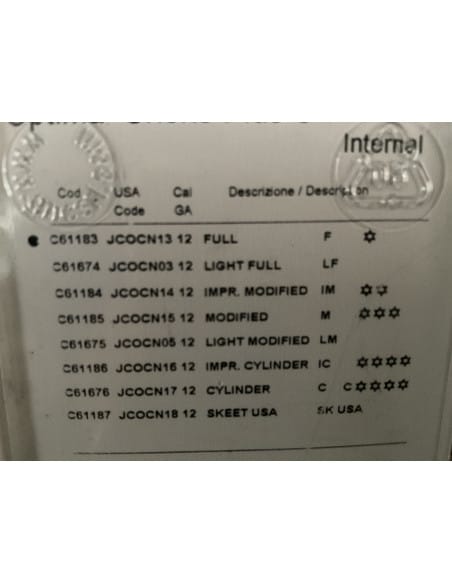 Internal
Cod USA Cal Descrizione / Description
Code GA
C61183 JCOCN13 12 FULL F ✡
C61674 JCOCN03 12 LIGHT FULL LF
C61184 JCOCN14 12 IMPR. MODIFIED IM ✡✡
C61185 JCOCN15 12 MODIFIED M ✡✡✡
C61675 JCOCN05 12 LIGHT MODIFIED LM
C61186 JCOCN16 12 IMPR. CYLINDER IC ✡✡✡✡
C61676 JCOCN17 12 CYLINDER C C✡✡✡✡
C61187 JCOCN18 12 SKEET USA SK USA